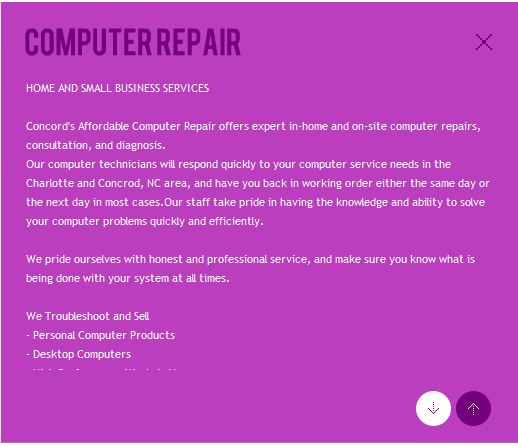 COMPUTER REPAIR
HOME AND SMALL BUSINESS SERVICES
Concord's Affordable Computer Repair offers expert in-home and on-site computer repairs,
consultation, and diagnosis.
Our computer technicians will respond quickly to your computer service needs in the
Charlotte and Concrod, NC area, and have you back in working order either the same day or
the next day in most cases.Our staff take pride in having the knowledge and ability to solve
your computer problems quickly and efficiently.
We pride ourselves with honest and professional service, and make sure you know what is
being done with your system at all times.
We Troubleshoot and Sell
- Personal Computer Products
- Desktop Computers